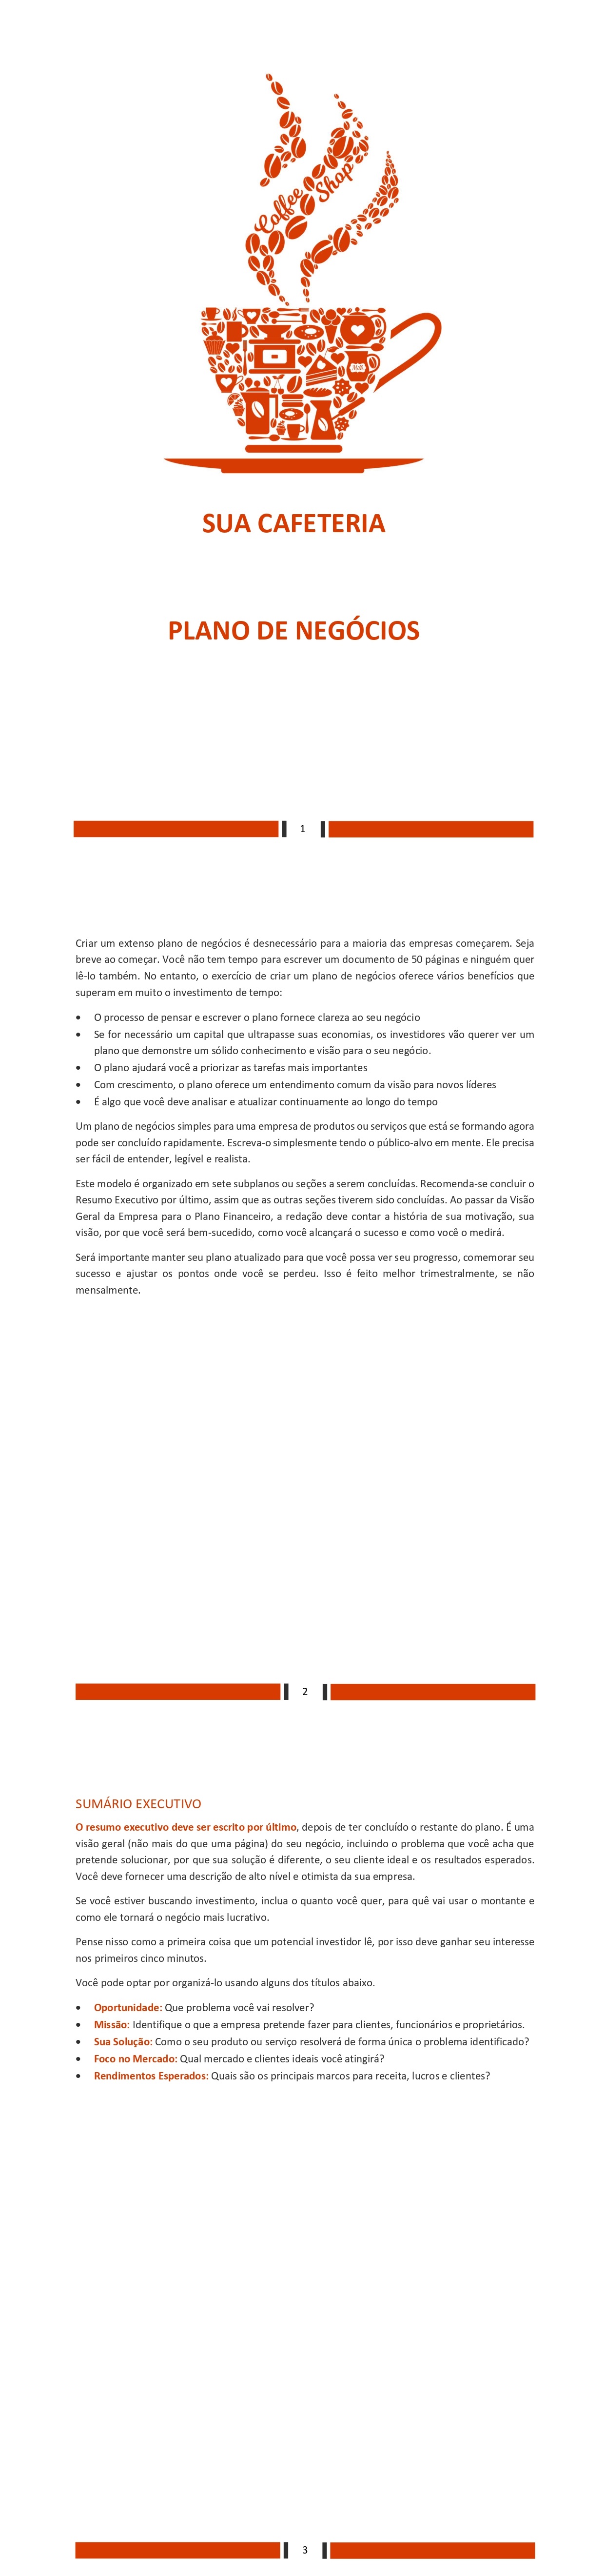 Coffee
Shop
Milk
SUA CAFETERIA
PLANO DE NEGÓCIOS
1
Criar um extenso plano de negócios é desnecessário para a maioria das empresas começarem. Seja
breve ao começar. Você não tem tempo para escrever um documento de 50 páginas e ninguém quer
lê-lo também. No entanto, o exercício de criar um plano de negócios oferece vários benefícios que
superam em muito o investimento de tempo:
• O processo de pensar e escrever o plano fornece clareza ao seu negócio
• Se for necessário um capital que ultrapasse suas economias, os investidores vão querer ver um
plano que demonstre um sólido conhecimento e visão para o seu negócio.
• O plano ajudará você a priorizar as tarefas mais importantes
• Com crescimento, o plano oferece um entendimento comum da visão para novos líderes
• É algo que você deve analisar e atualizar continuamente ao longo do tempo
Um plano de negócios simples para uma empresa de produtos ou serviços que está se formando agora
pode ser concluído rapidamente. Escreva-o simplesmente tendo o público-alvo em mente. Ele precisa
ser fácil de entender, legível e realista.
Este modelo é organizado em sete subplanos ou seções a serem concluídas. Recomenda-se concluir o
Resumo Executivo por último, assim que as outras seções tiverem sido concluídas. Ao passar da Visão
Geral da Empresa para o Plano Financeiro, a redação deve contar a história de sua motivação, sua
visão, por que você será bem-sucedido, como você alcançará o sucesso e como você o medirá.
Será importante manter seu plano atualizado para que você possa ver seu progresso, comemorar seu
sucesso e ajustar os pontos onde você se perdeu. Isso é feito melhor trimestralmente, se não
mensalmente.
2
SUMÁRIO EXECUTIVO
O resumo executivo deve ser escrito por último, depois de ter concluído o restante do plano. É uma
visão geral (não mais do que uma página) do seu negócio, incluindo o problema que você acha que
pretende solucionar, por que sua solução é diferente, o seu cliente ideal e os resultados esperados.
Você deve fornecer uma descrição de alto nível e otimista da sua empresa.
Se você estiver buscando investimento, inclua o quanto você quer, para quê vai usar o montante e
como ele tornará o negócio mais lucrativo.
Pense nisso como a primeira coisa que um potencial investidor lê, por isso deve ganhar seu interesse
nos primeiros cinco minutos.
Você pode optar por organizá-lo usando alguns dos títulos abaixo.
• Oportunidade: Que problema você vai resolver?
• Missão: Identifique o que a empresa pretende fazer para clientes, funcionários e proprietários.
• Sua Solução: Como o seu produto ou serviço resolverá de forma única o problema identificado?
• Foco no Mercado: Qual mercado e clientes ideais você atingirá?
• Rendimentos Esperados: Quais são os principais marcos para receita, lucros e clientes?
3